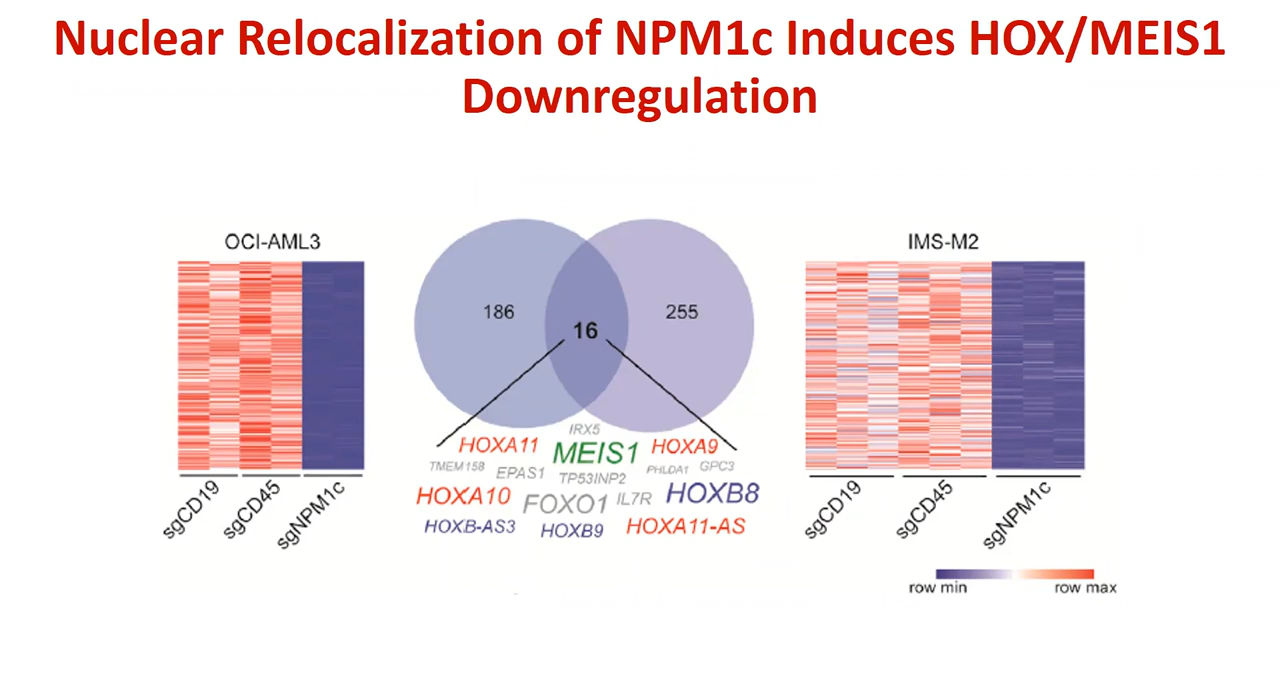 Nuclear Relocalization of NPM1c Induces HOX/MEIS1
Downregulation
OCI-AML3
sgCD19
sgCD45
sgNPM1c
186
16
255
IRX5
HOXA11 MEIS1 HOXA9
TMEM158 EPAS1 TP53INP2 PHLDA1 GPC3
HOXA10 FOXO1 IL7R HOXB8
HOXB-AS3 HOXB9 HOXA11-AS
IMS-M2
sgCD19
sgCD45
sgNPM1c
row min row max